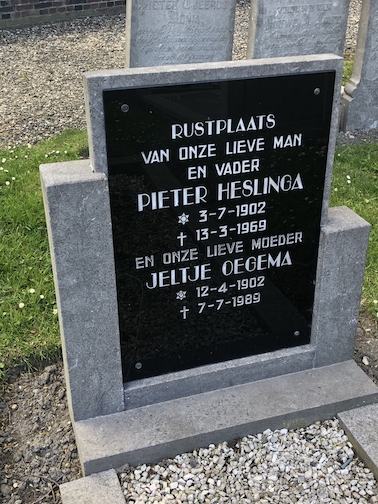 RUSTPLAATS
VAN ONZE LIEVE MAN
EN VADER
PIETER HESLINGA
* 3-7-1902
† 13-3-1969
EN ONZE LIEVE MOEDER
JELTJE OEGEMA
* 12-4-1902
† 7-7-1989